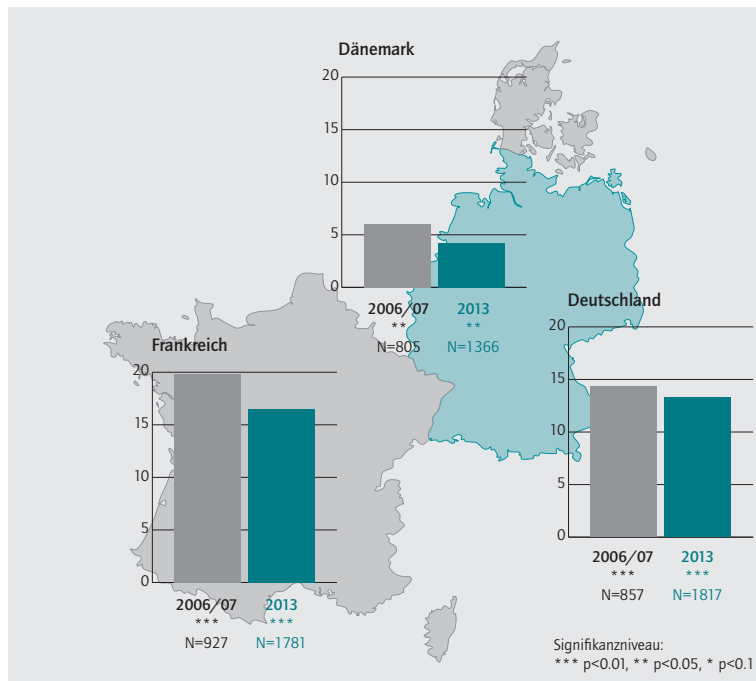 Dänemark
20
15
10
5
0
2006/07 2013
** **
N=805 N=1366
Frankreich
20
15
10
5
0
2006/07 2013
*** ***
N=927 N=1781
Deutschland
20
15
10
5
0
2006/07 2013
*** ***
N=857 N=1817
Signifikanzniveau:
*** p<0.01, ** p<0.05, * p<0.1